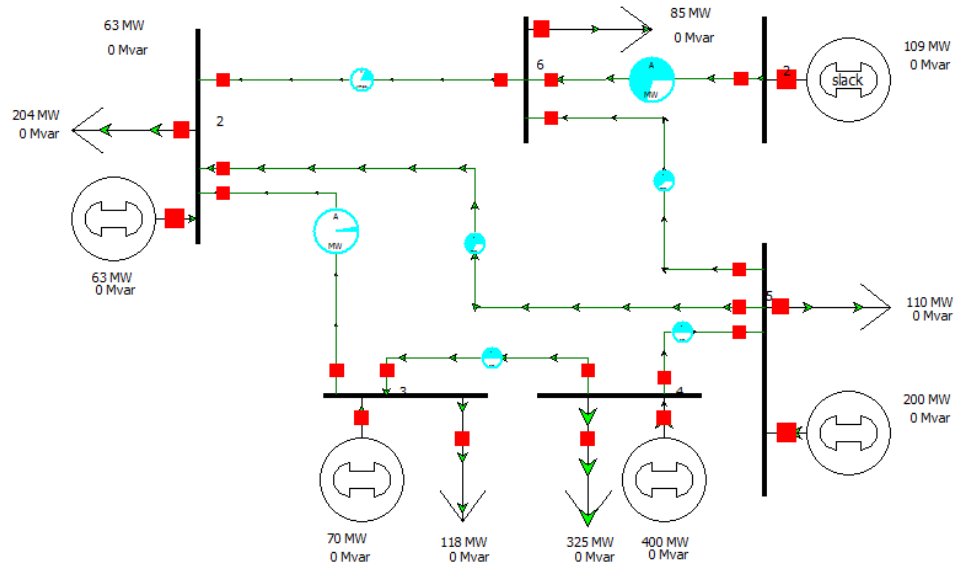 63 MW
0 Mvar
85 MW
0 Mvar
109 MW
0 Mvar
6
2
slack
A
MW
204 MW
0 Mvar
2
A
MW
63 MW
0 Mvar
5
110 MW
0 Mvar
3
4
200 MW
0 Mvar
70 MW
0 Mvar
118 MW
0 Mvar
325 MW
0 Mvar
400 MW
0 Mvar